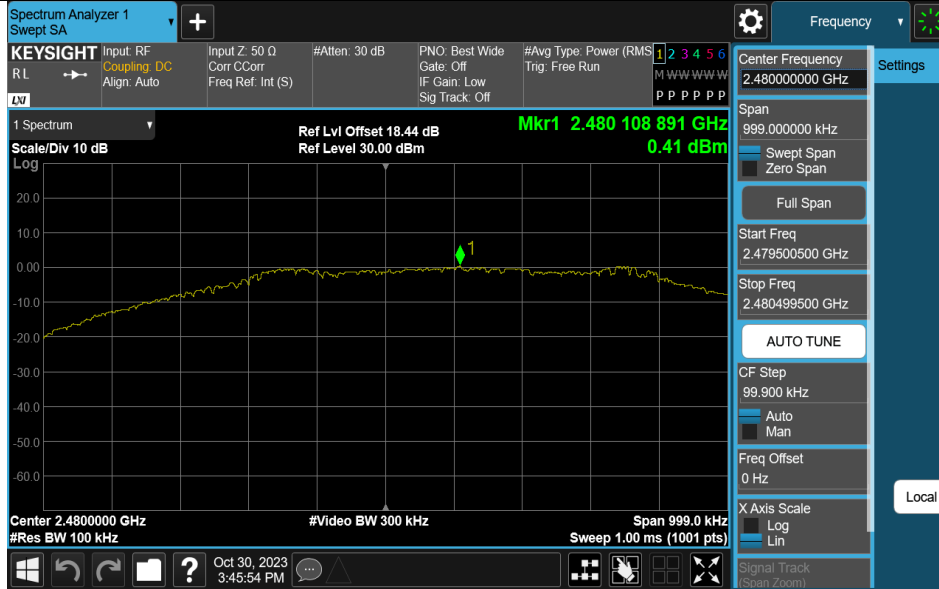 Spectrum Analyzer 1
Swept SA
+
Frequency
KEYSIGHT
R L
LXI
Input: RF
Coupling: DC
Align: Auto
Input Z: 50 Ω
Corr CCorr
Freq Ref: Int (S)
#Atten: 30 dB
PNO: Best Wide
Gate: Off
IF Gain: Low
Sig Track: Off
#Avg Type: Power (RMS
Trig: Free Run
1 2 3 4 5 6
M W W W W W
P P P P P P
1 Spectrum
Scale/Div 10 dB
Log
Ref Lvl Offset 18.44 dB
Ref Level 30.00 dBm
Mkr1 2.480 108 891 GHz
0.41 dBm
20.0
10.0
0.00
-10.0
-20.0
-30.0
-40.0
-50.0
-60.0
1
Center 2.4800000 GHz
#Res BW 100 kHz
#Video BW 300 kHz
Span 999.0 kHz
Sweep 1.00 ms (1001 pts)
?
Oct 30, 2023
3:45:54 PM
Center Frequency
2.480000000 GHz
Span
999.000000 kHz
Swept Span
Zero Span
Full Span
Start Freq
2.479500500 GHz
Stop Freq
2.480499500 GHz
AUTO TUNE
CF Step
99.900 kHz
Auto
Man
Freq Offset
0 Hz
X Axis Scale
Log
Lin
Signal Track
(Span Zoom)
Settings
Local